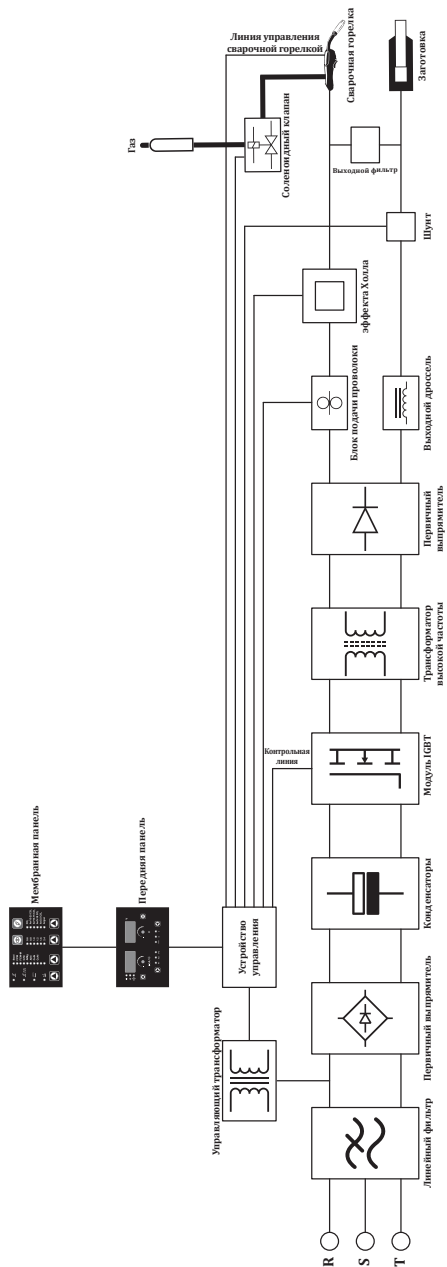 Линия управления
сварочной горелкой
Сварочная горелка
Заготовка
Газ
Соленоидный клапан
Выходной фильтр
Шунт
эффекта Холла
Блок подачи проволоки
Выходной дроссель
Первичный
выпрямитель
Трансформатор
высокой частоты
Контрольная
линия
Модуль IGBT
Мембранная панель
Передняя панель
Устройство
управления
Конденсаторы
Управляющий трансформатор
Первичный выпрямитель
Линейный фильтр
R
S
T